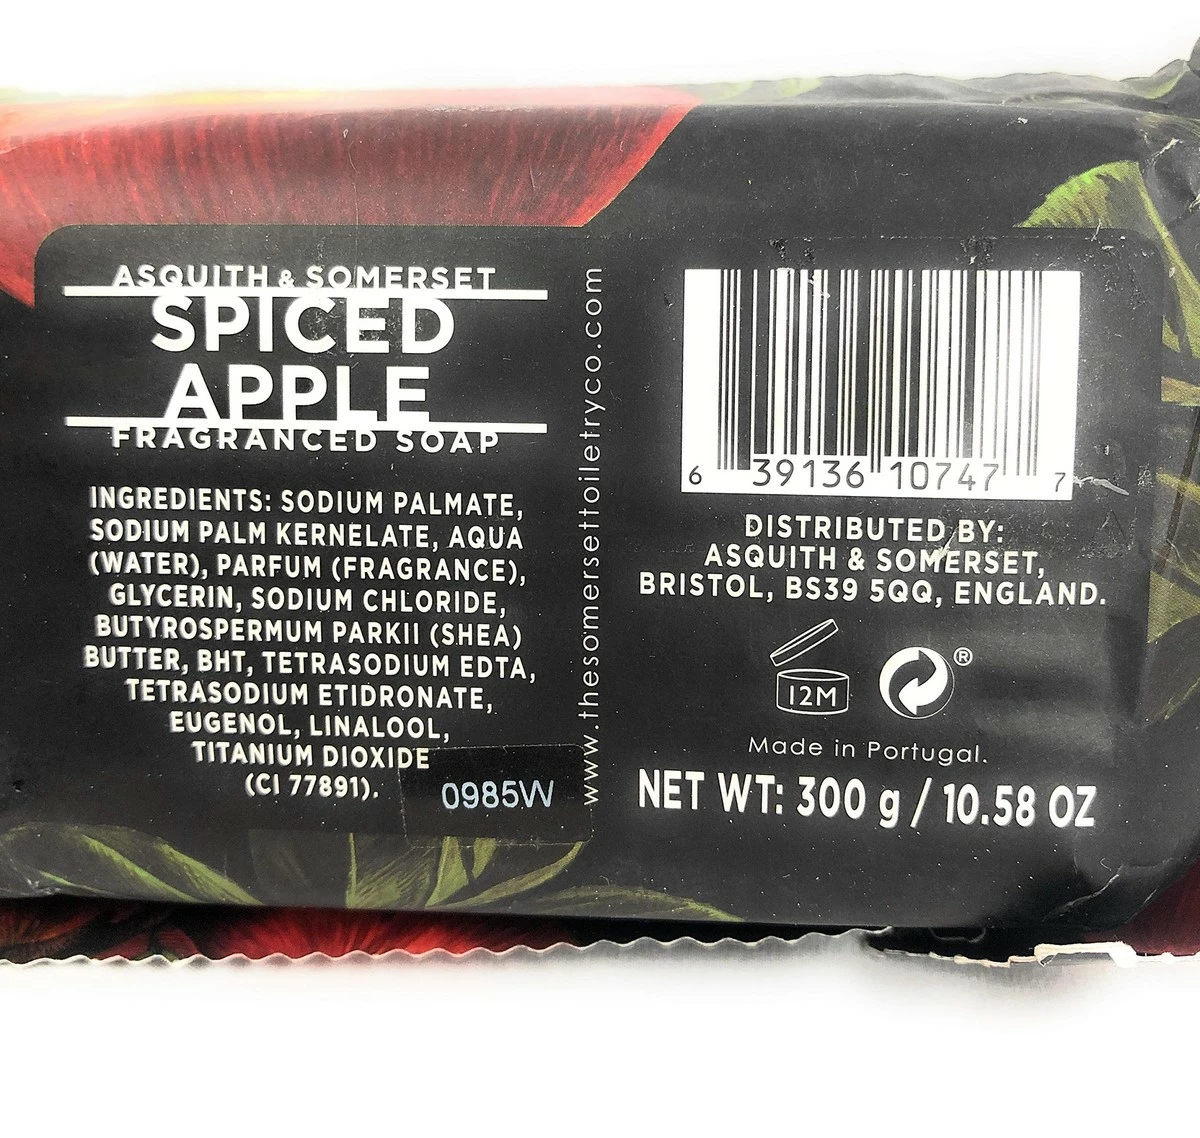 ASQUITH & SOMERSET
SPICED
APPLE
FRAGRANCED SOAP
INGREDIENTS: SODIUM PALMATE,
SODIUM PALM KERNELATE, AQUA
(WATER), PARFUM (FRAGRANCE),
GLYCERIN, SODIUM CHLORIDE,
BUTYROSPERMUM PARKII (SHEA)
BUTTER, BHT, TETRASODIUM EDTA,
TETRASODIUM ETIDRONATE,
EUGENOL, LINALOOL,
TITANIUM DIOXIDE
(CI 77891).
0985W
www.thesomersettoiletryco.com
6 39136 10747 7
DISTRIBUTED BY:
ASQUITH & SOMERSET,
BRISTOL, BS39 5QQ, ENGLAND.
12M
®
Made in Portugal.
NET WT: 300 g / 10.58 OZ